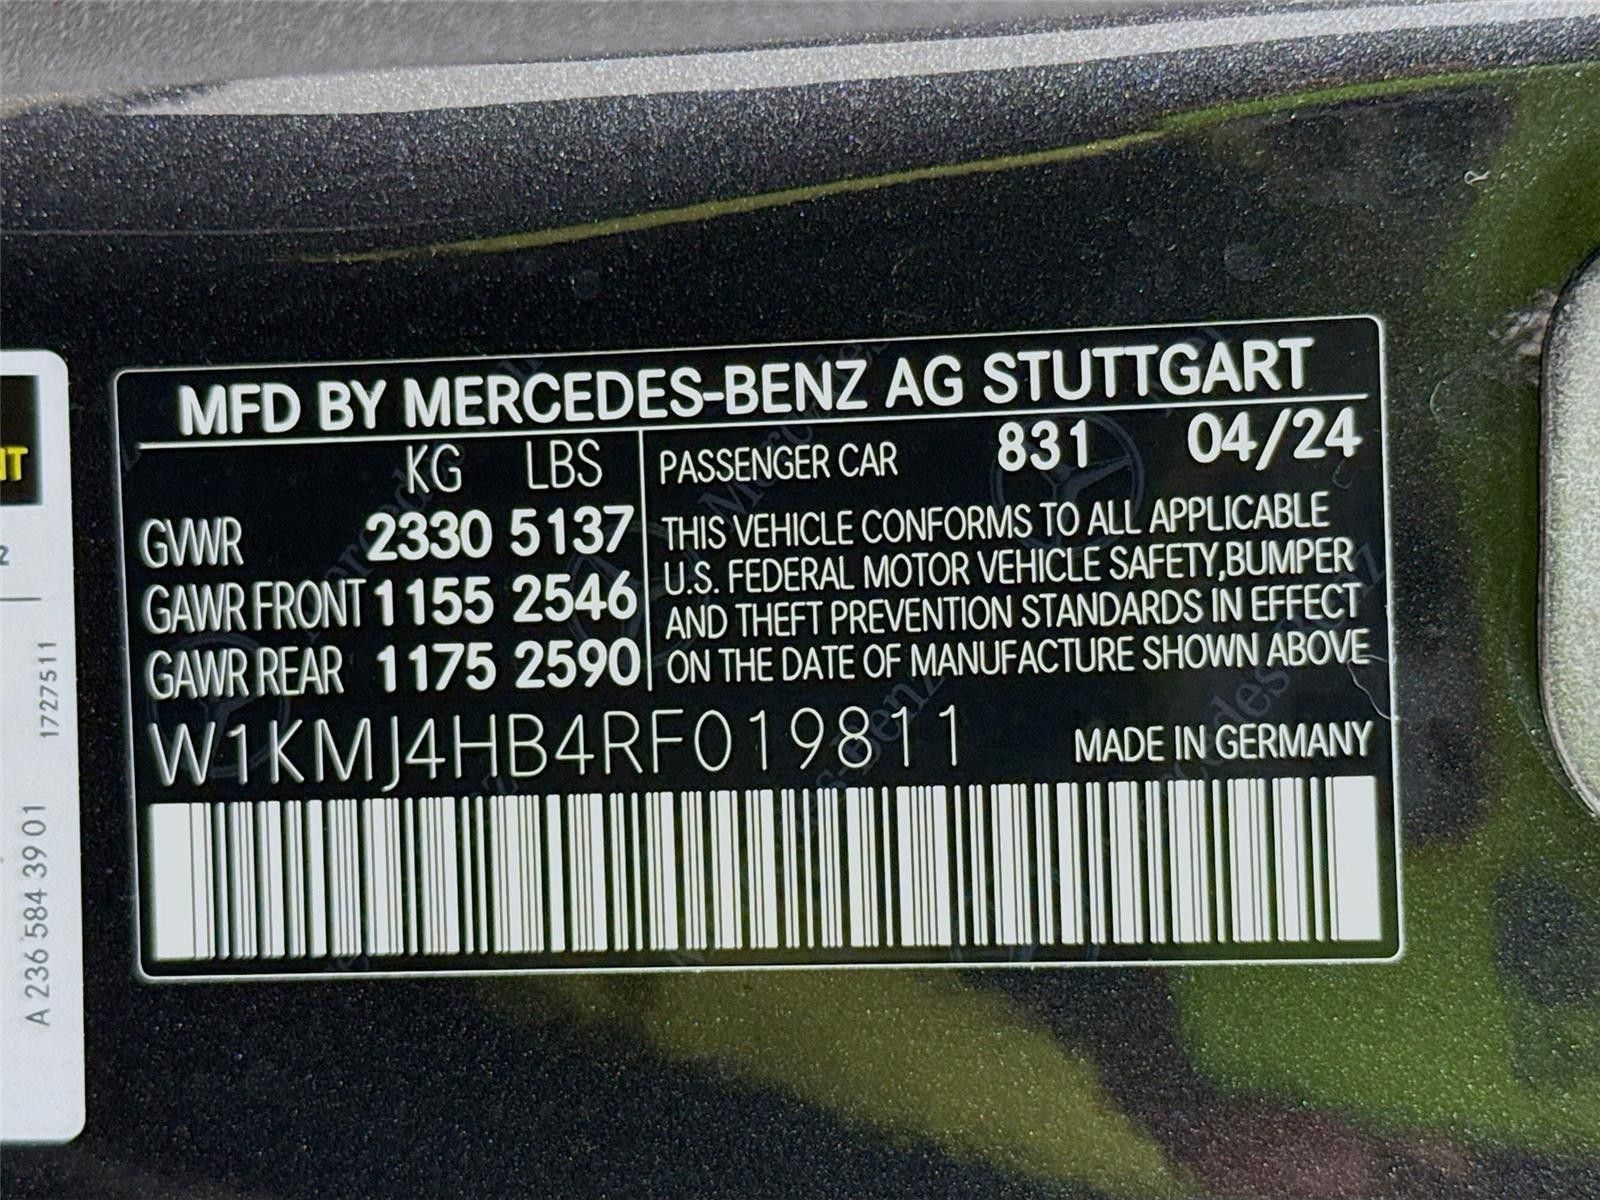 MFD BY MERCEDES-BENZ AG STUTTGART
KG LBS
GVWR 2330 5137
GAWR FRONT 1155 2546
GAWR REAR 1175 2590
PASSENGER CAR 831 04/24
THIS VEHICLE CONFORMS TO ALL APPLICABLE
U.S. FEDERAL MOTOR VEHICLE SAFETY,BUMPER
AND THEFT PREVENTION STANDARDS IN EFFECT
ON THE DATE OF MANUFACTURE SHOWN ABOVE
W1KMJ4HB4RF019811
MADE IN GERMANY
A 236 584 39 01
1727511